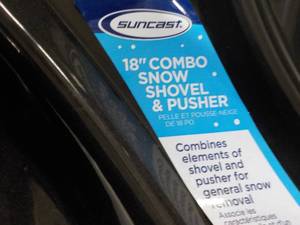 SUNCAST
18" COMBO
SNOW
SHOVEL
& PUSHER
PELLE ET POUSSE-NEIGE
DE 18 PO
Combines
elements of
shovel and
pusher for
general snow
removal
Associe les
caractéristiques